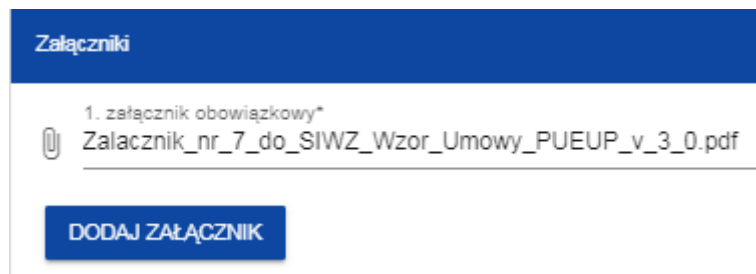 Załączniki
1. załącznik obowiązkowy*
Zalacznik_nr_7_do_SIWZ_Wzor_Umowy_PUEUP_v_3_0.pdf
DODAJ ZAŁĄCZNIK